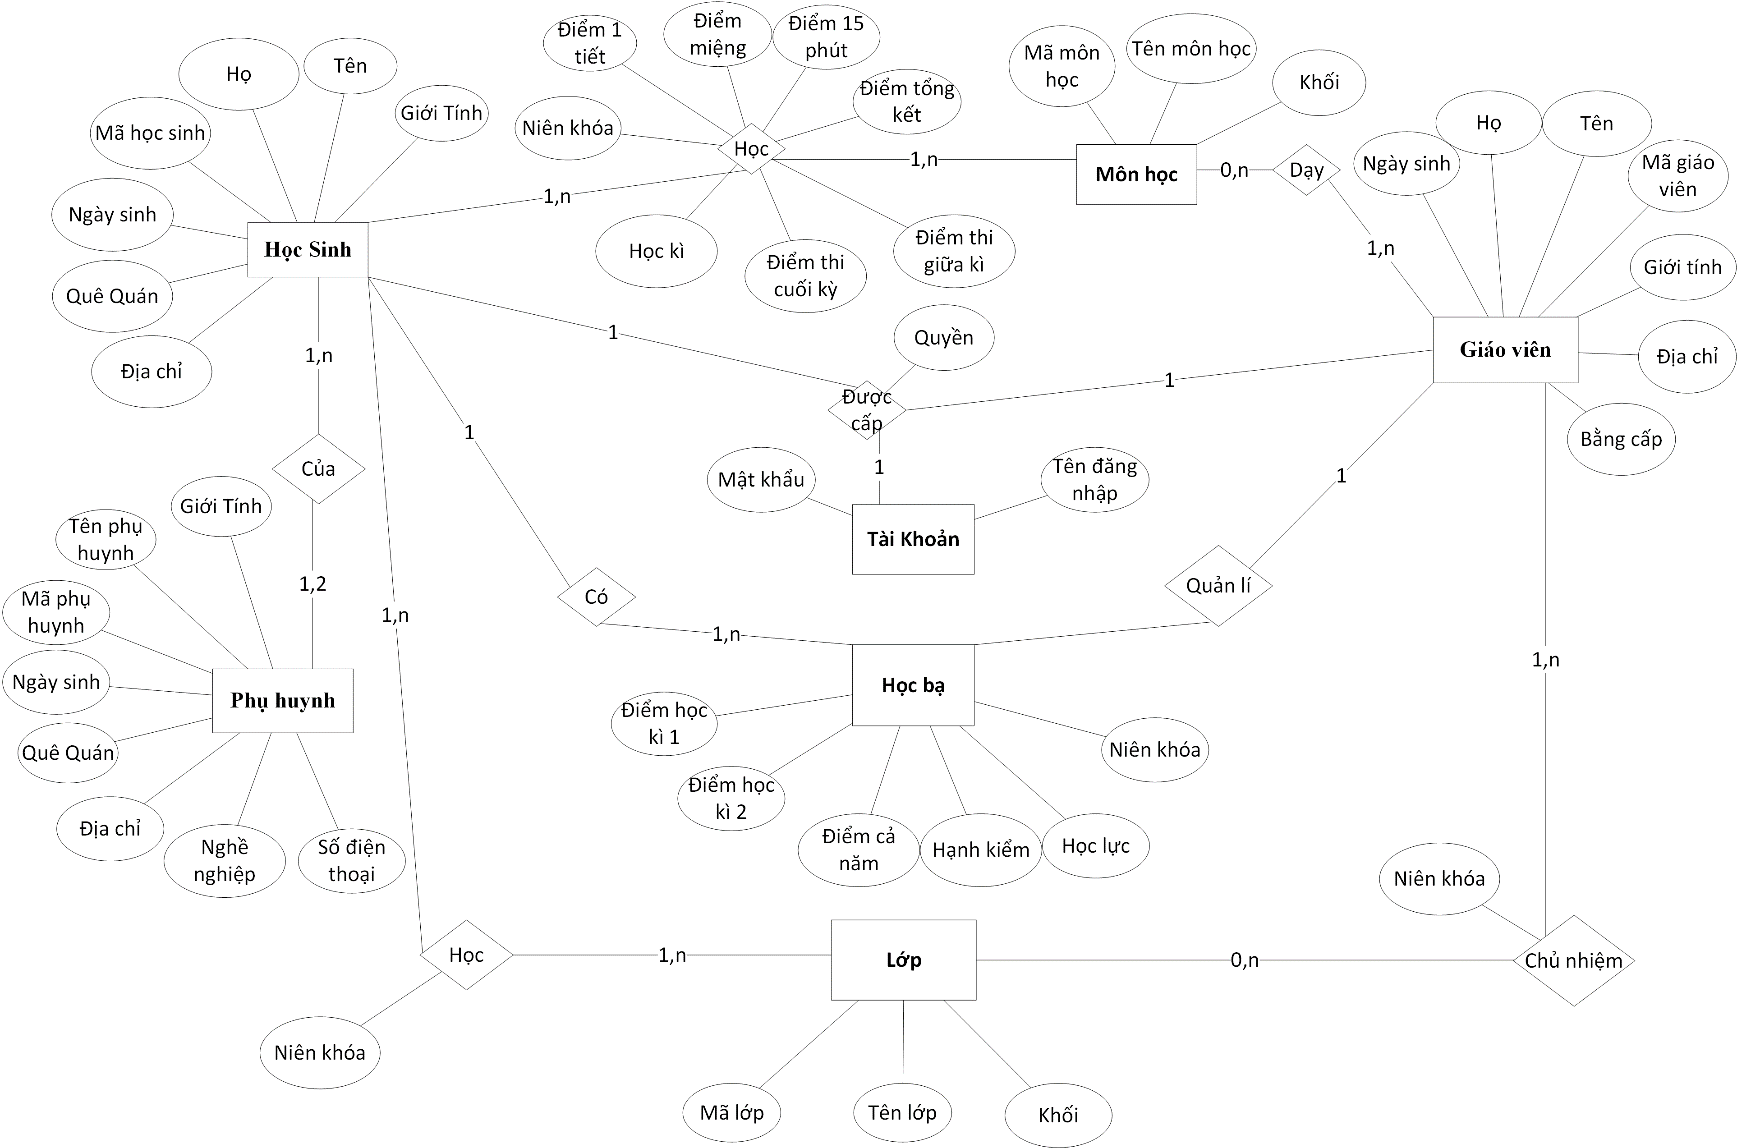 Điểm 1
tiết
Điểm
miệng
Điểm 15
phút
Họ
Tên
Mã môn
học
Tên môn học
Khối
Mã học sinh
Giới Tính
Niên khóa
Điểm tổng
kết
Học
1,n
Môn học
0,n
Dạy
Họ
Tên
Ngày sinh
Mã giáo
viên
Ngày sinh
1,n
Học Sinh
Học kì
Điểm thi
cuối kỳ
Điểm thi
giữa kì
1,n
Giới tính
Quê Quán
Địa chỉ
1,n
1
Quyền
Giáo viên
Địa chỉ
Được
cấp
1
1
Bằng cấp
Của
1
Mật khẩu
Tên đăng
nhập
1
Tài Khoản
Tên phụ
huynh
Giới Tính
Mã phụ
huynh
1,2
1,n
Có
1,n
Quản lí
Ngày sinh
Phụ huynh
Học bạ
1,n
Quê Quán
Điểm học
kì 1
Niên khóa
Điểm học
kì 2
Địa chỉ
Nghề
nghiệp
Số điện
thoại
Điểm cả
năm
Hạnh kiểm
Học lực
Niên khóa
Học
1,n
Lớp
0,n
Chủ nhiệm
Niên khóa
Mã lớp
Tên lớp
Khối